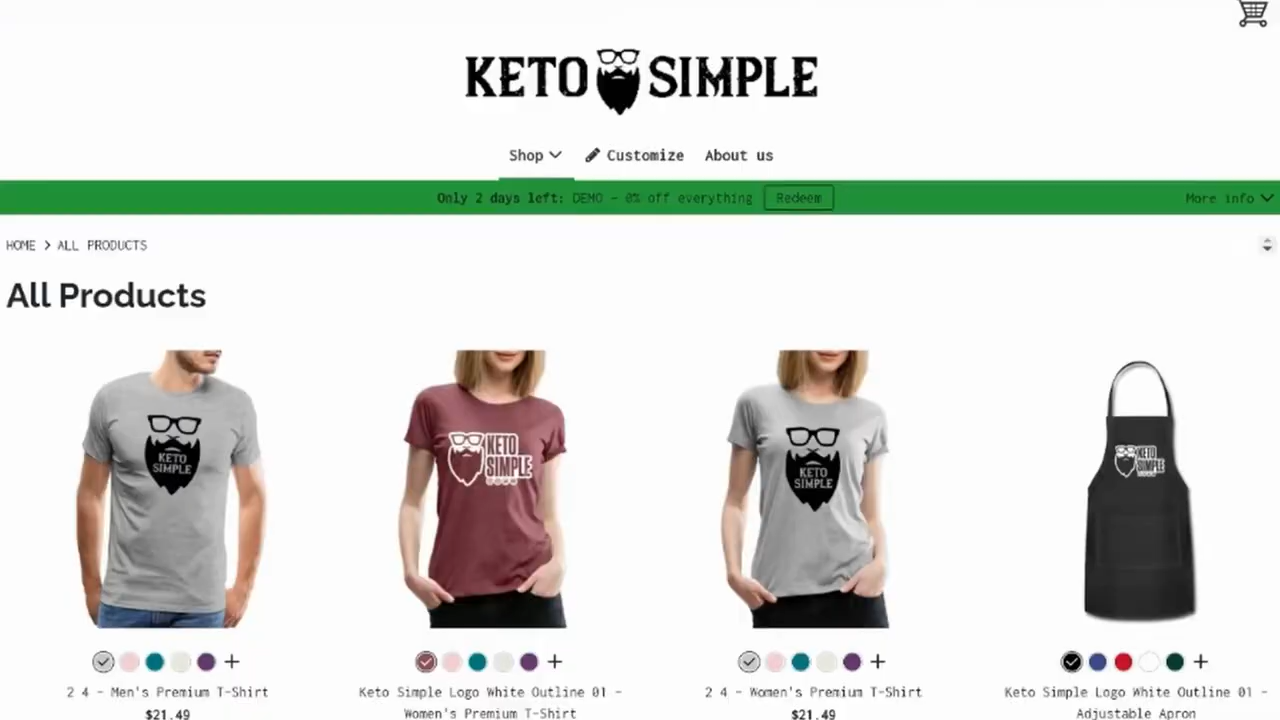 KETO SIMPLE
Shop Customize About us
Only 2 days left: DEMO - 0% off everything Redeem More info
HOME > ALL PRODUCTS
All Products
KETO
SIMPLE
KETO
SIMPLE
KETO
SIMPLE
KETO
SIMPLE
2 4 - Men's Premium T-Shirt
$21.49
Keto Simple Logo White Outline 01 -
Women's Premium T-Shirt
2 4 - Women's Premium T-Shirt
$21.49
Keto Simple Logo White Outline 01 -
Adjustable Apron